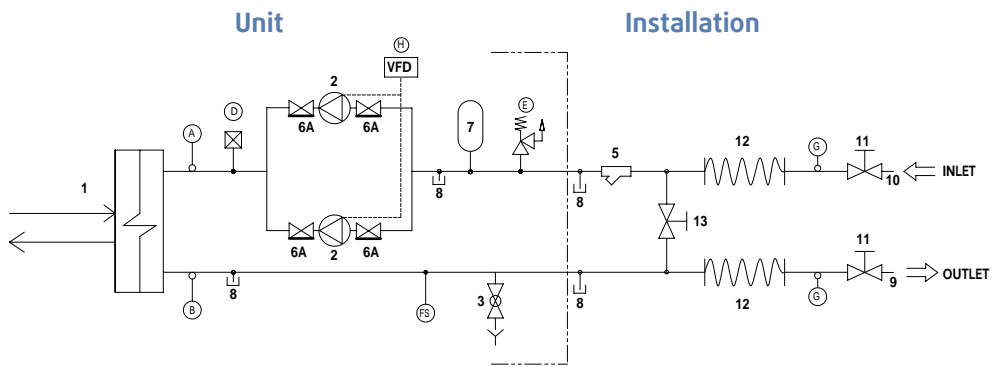 Unit Installation
H
VFD
2
D
6A 6A
7
E
A
5
12
G
11
1
8
8
10
INLET
13
6A 6A
2
11
8
3
8
12
9
OUTLET
B
FS
G